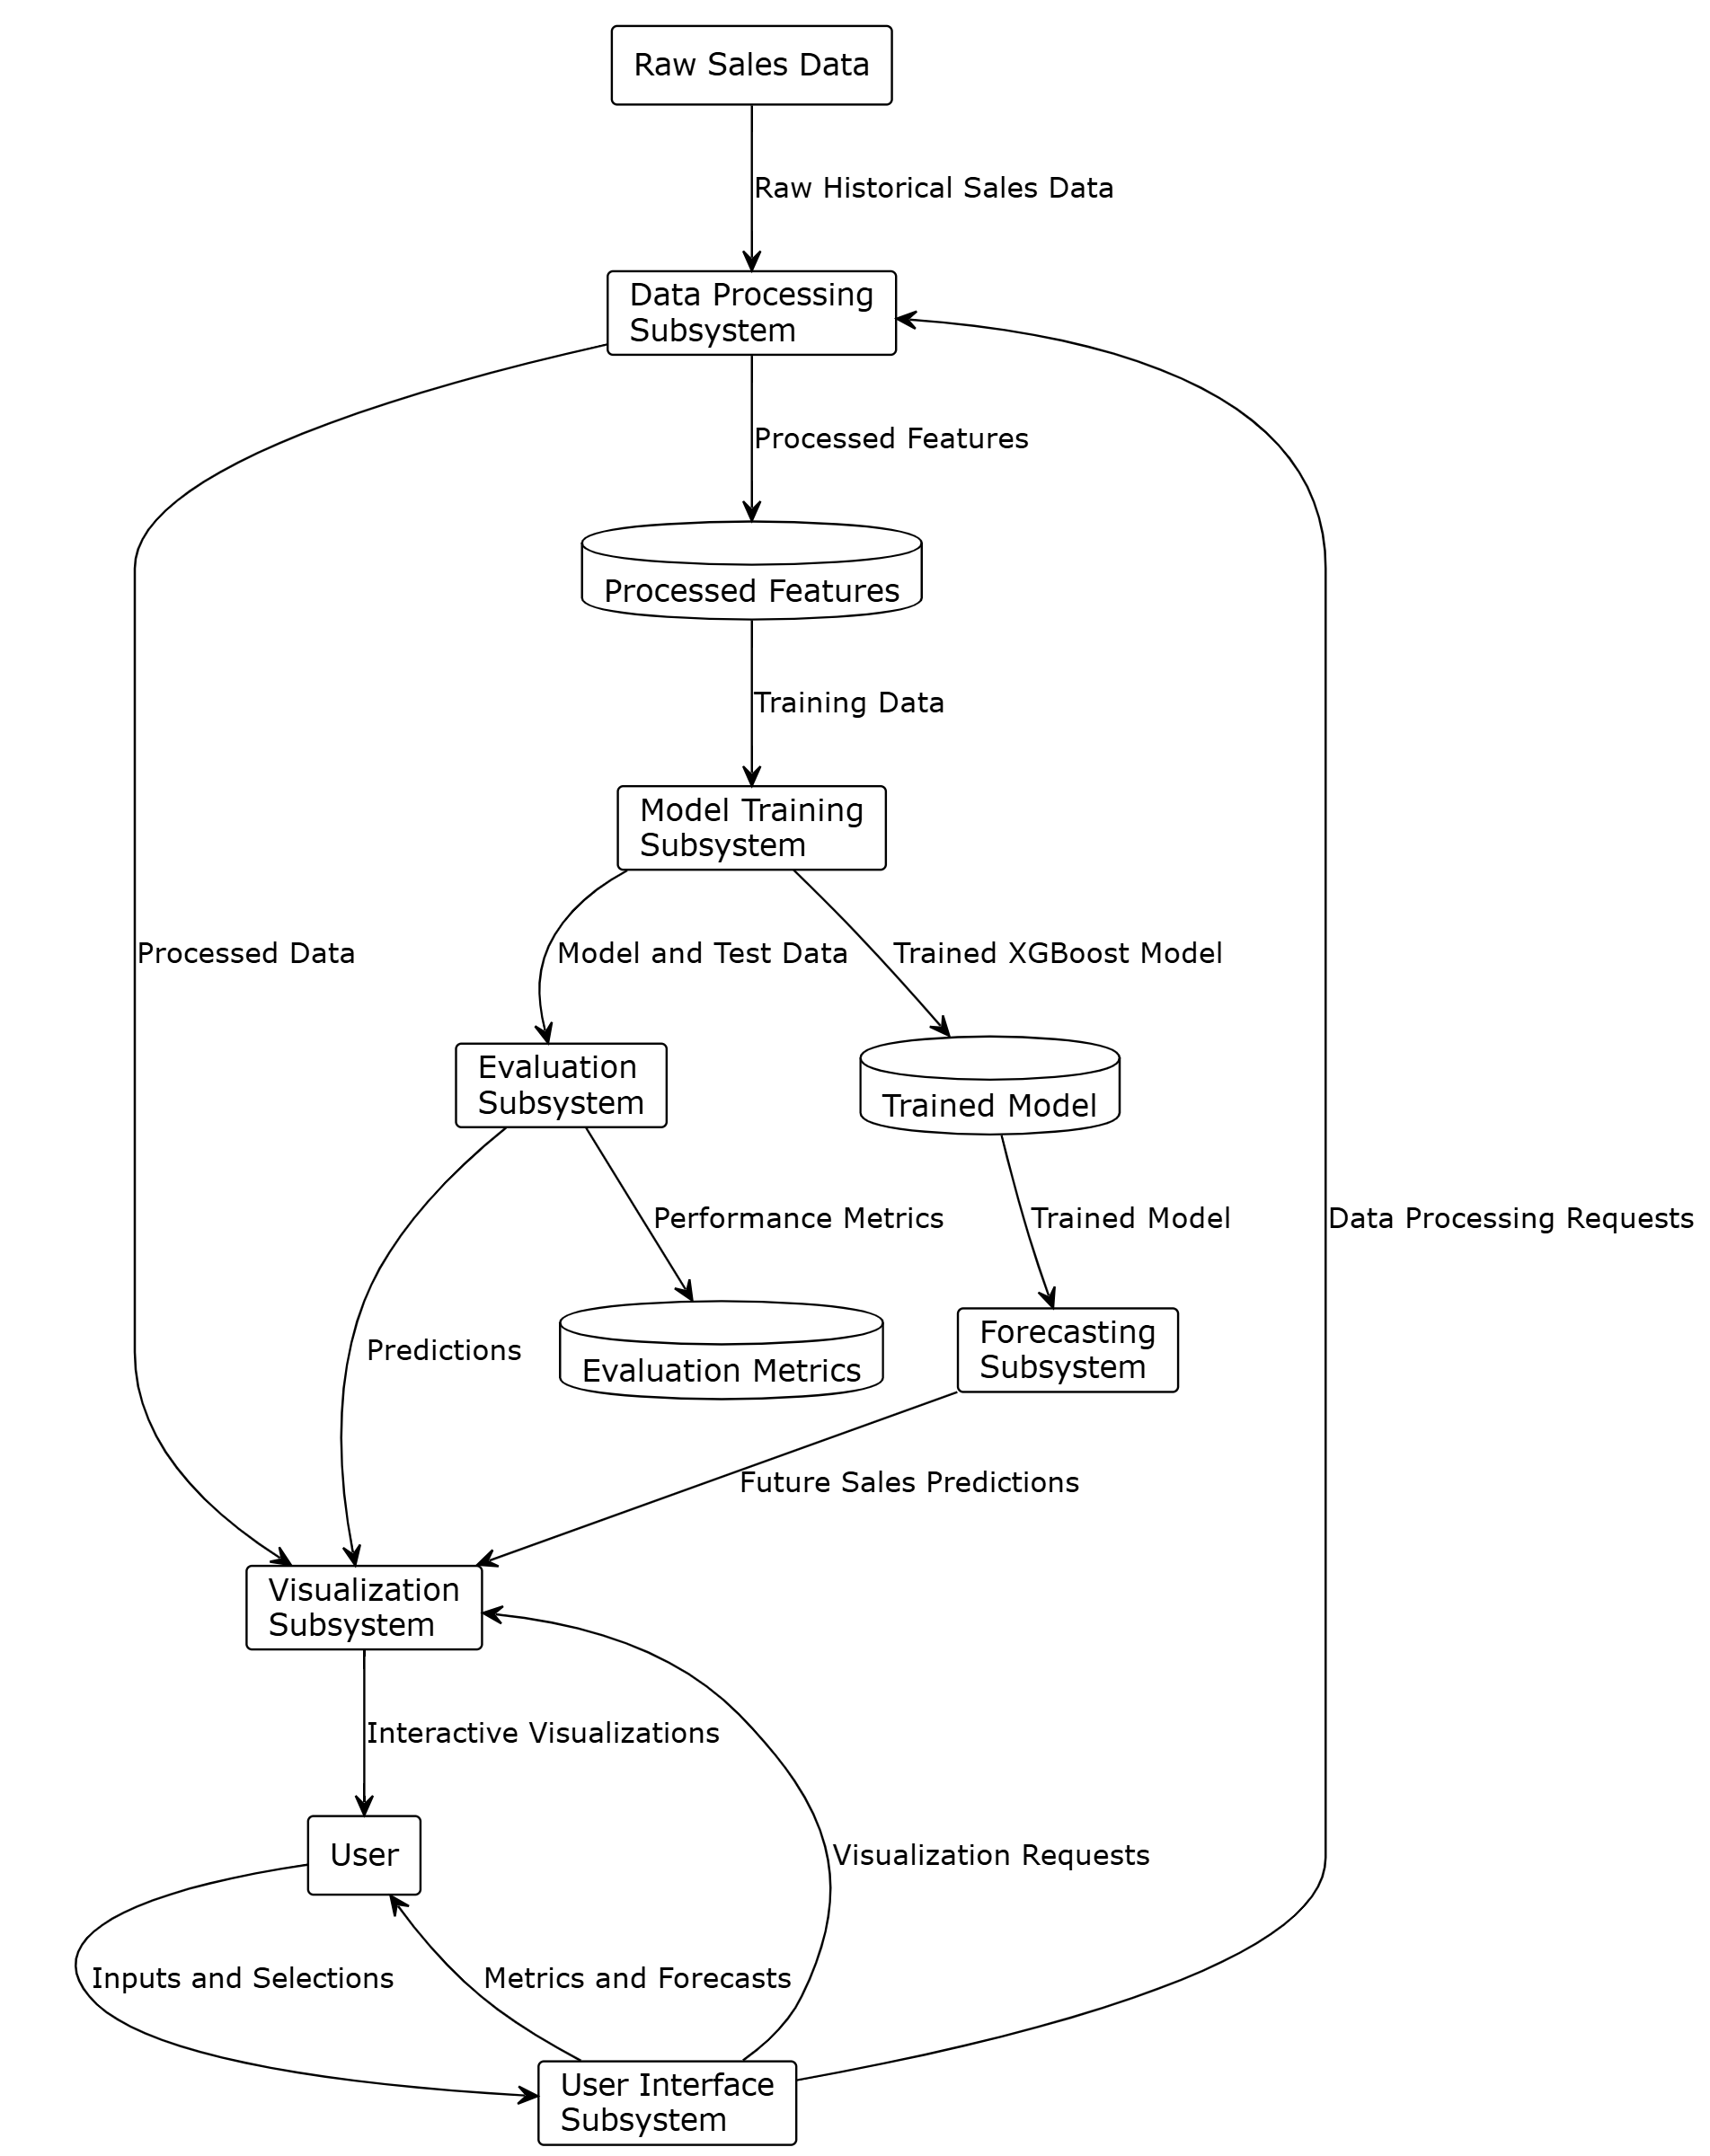 Raw Sales Data
Raw Historical Sales Data
Data Processing
Subsystem
Processed Features
Processed Features
Training Data
Model Training
Subsystem
Processed Data
Model and Test Data
Trained XGBoost Model
Evaluation
Subsystem
Trained Model
Performance Metrics
Trained Model
Data Processing Requests
Predictions
Evaluation Metrics
Forecasting
Subsystem
Future Sales Predictions
Visualization
Subsystem
Interactive Visualizations
User
Visualization Requests
Inputs and Selections
Metrics and Forecasts
User Interface
Subsystem